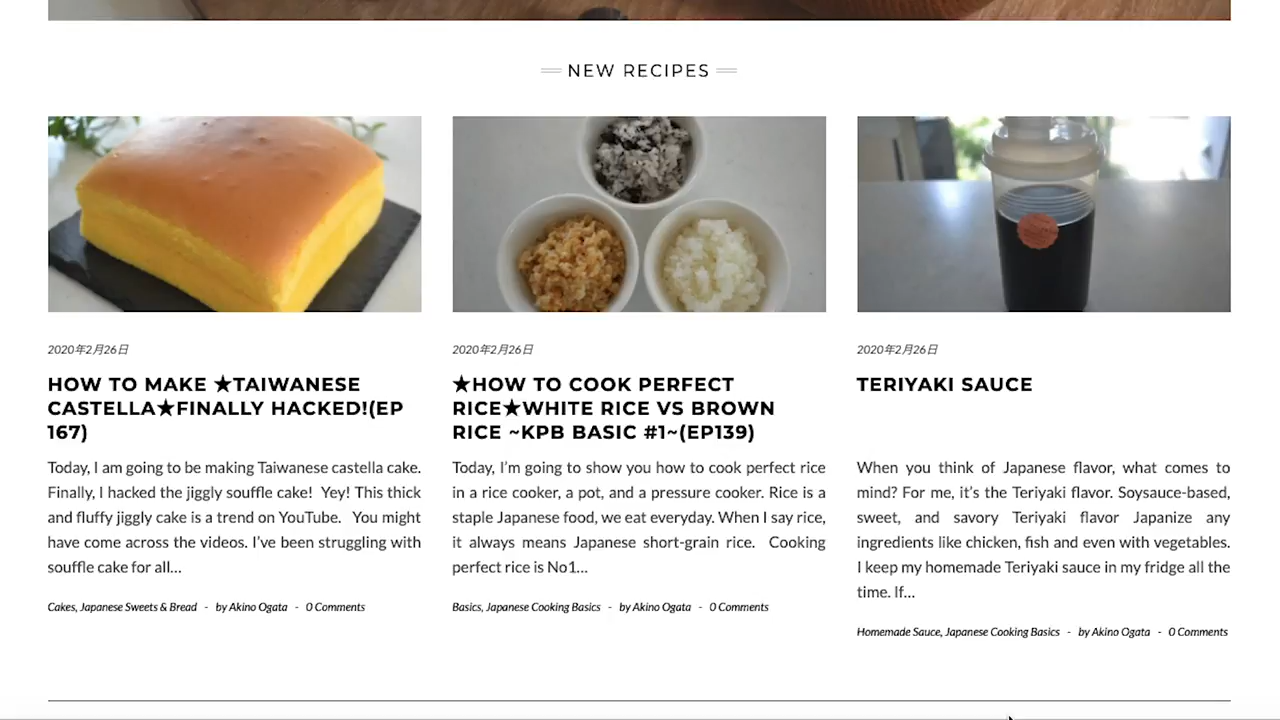 NEW RECIPES
2020年2月26日
HOW TO MAKE ★TAIWANESE
CASTELLA★FINALLY HACKED!(EP
167)
Today, I am going to be making Taiwanese castella cake.
Finally, I hacked the jiggly souffle cake!  Yey! This thick
and fluffy jiggly cake is a trend on YouTube.   You might
have come across the videos. I've been struggling with
souffle cake for all...
Cakes, Japanese Sweets & Bread - by Akino Ogata - 0 Comments
2020年2月26日
★HOW TO COOK PERFECT
RICE★WHITE RICE VS BROWN
RICE ~KPB BASIC #1~(EP139)
Today, I'm going to show you how to cook perfect rice
in a rice cooker, a pot, and a pressure cooker. Rice is a
staple Japanese food, we eat everyday. When I say rice,
it always means Japanese short-grain rice.  Cooking
perfect rice is No1...
Basics, Japanese Cooking Basics - by Akino Ogata - 0 Comments
2020年2月26日
TERIYAKI SAUCE
When you think of Japanese flavor, what comes to
mind? For me, it's the Teriyaki flavor. Soysauce-based,
sweet, and savory Teriyaki flavor Japanize any
ingredients like chicken, fish and even with vegetables.
I keep my homemade Teriyaki sauce in my fridge all the
time. If...
Homemade Sauce, Japanese Cooking Basics - by Akino Ogata - 0 Comments